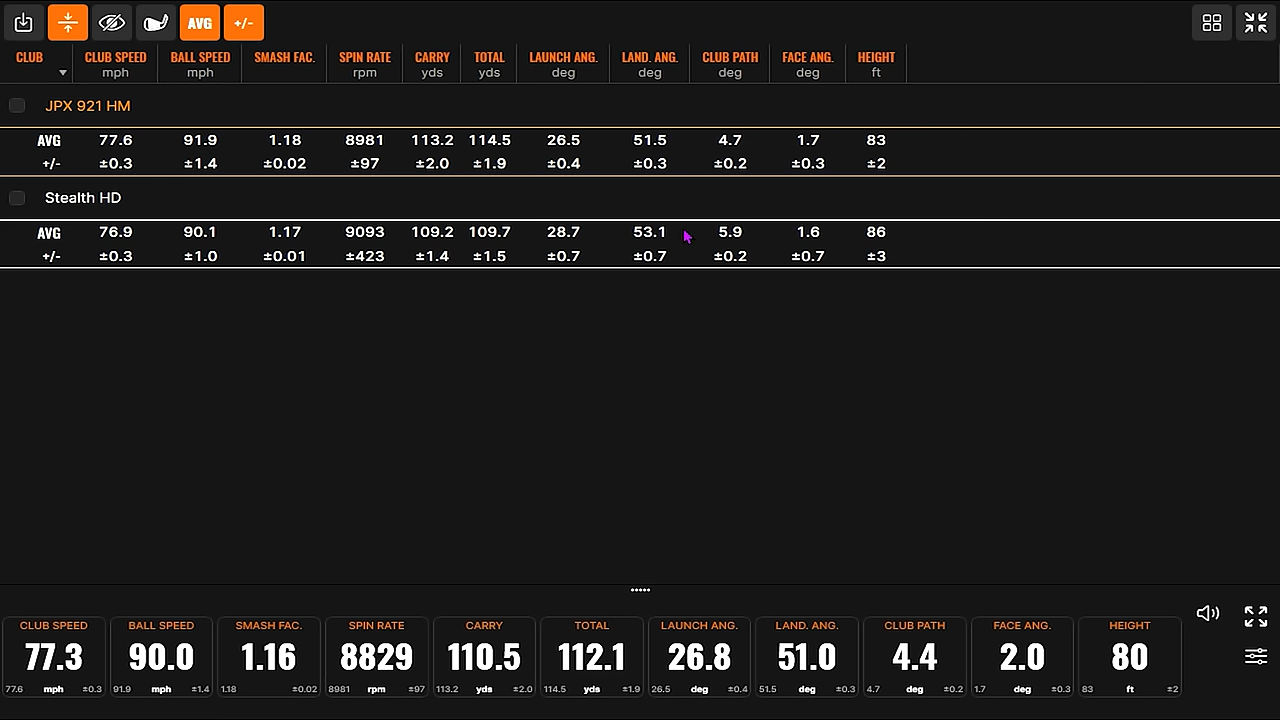 AVG +/-
CLUB CLUB SPEED BALL SPEED SMASH FAC. SPIN RATE CARRY TOTAL LAUNCH ANG. LAND. ANG. CLUB PATH FACE ANG. HEIGHT
mph mph rpm yds yds deg deg deg deg ft
JPX 921 HM
AVG 77.6 91.9 1.18 8981 113.2 114.5 26.5 51.5 4.7 1.7 83
+/- ±0.3 ±1.4 ±0.02 ±97 ±2.0 ±1.9 ±0.4 ±0.3 ±0.2 ±0.3 ±2
Stealth HD
AVG 76.9 90.1 1.17 9093 109.2 109.7 28.7 53.1 5.9 1.6 86
+/- ±0.3 ±1.0 ±0.01 ±423 ±1.4 ±1.5 ±0.7 ±0.7 ±0.2 ±0.7 ±3
CLUB SPEED BALL SPEED SMASH FAC. SPIN RATE CARRY TOTAL LAUNCH ANG. LAND. ANG. CLUB PATH FACE ANG. HEIGHT
77.3 90.0 1.16 8829 110.5 112.1 26.8 51.0 4.4 2.0 80
77.6 mph ±0.3 91.9 mph ±1.4 1.18 ±0.02 8981 rpm ±97 113.2 yds ±2.0 114.5 yds ±1.9 26.5 deg ±0.4 51.5 deg ±0.3 4.7 deg ±0.2 1.7 deg ±0.3 83 ft ±2